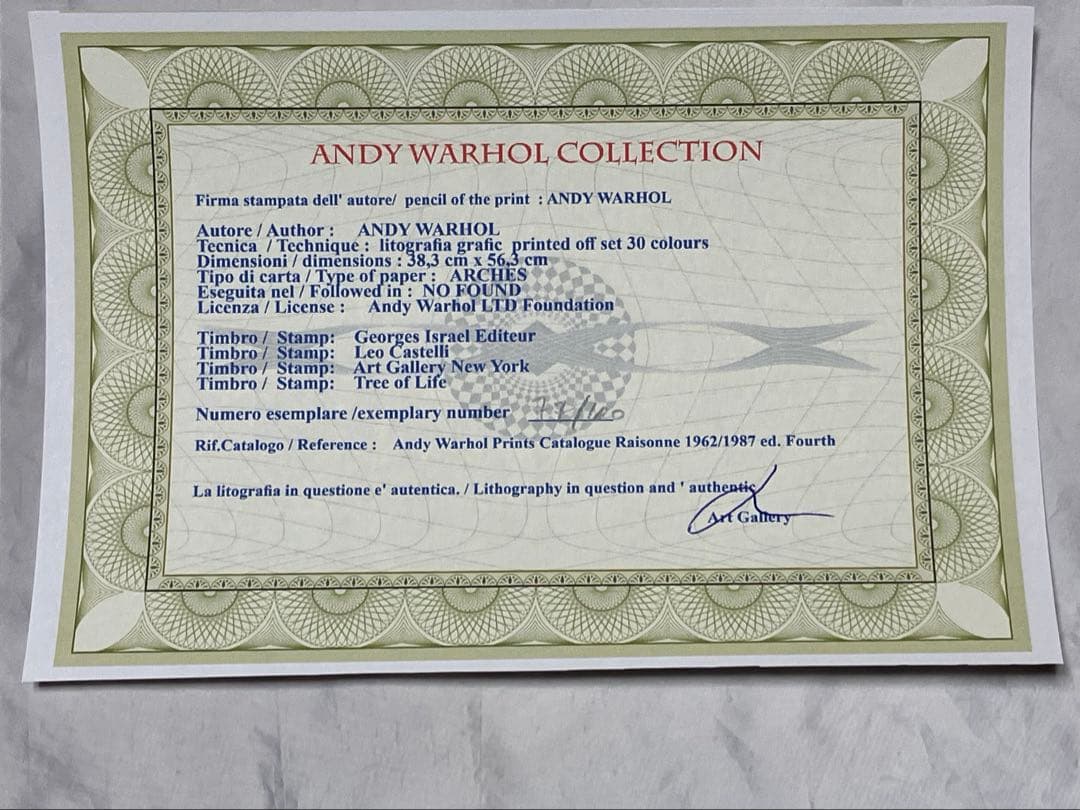 ANDY WARHOL COLLECTION
Firma stampata dell' autore/ pencil of the print : ANDY WARHOL
Autore / Author : ANDY WARHOL
Tecnica / Technique : litografia grafic printed off set 30 colours
Dimensioni / dimensions : 38,3 cm x 56,3 cm
Tipo di carta / Type of paper : ARCHES
Eseguita nel / Followed in : NO FOUND
Licenza / License : Andy Warhol LTD Foundation
Timbro / Stamp: Georges Israel Editeur
Timbro / Stamp: Leo Castelli
Timbro / Stamp: Art Gallery New York
Timbro / Stamp: Tree of Life
Numero esemplare /exemplary number
Rif.Catalogo / Reference : Andy Warhol Prints Catalogue Raisonne 1962/1987 ed. Fourth
La litografia in questione e' autentica. / Lithography in question and ' authentic
Art Gallery